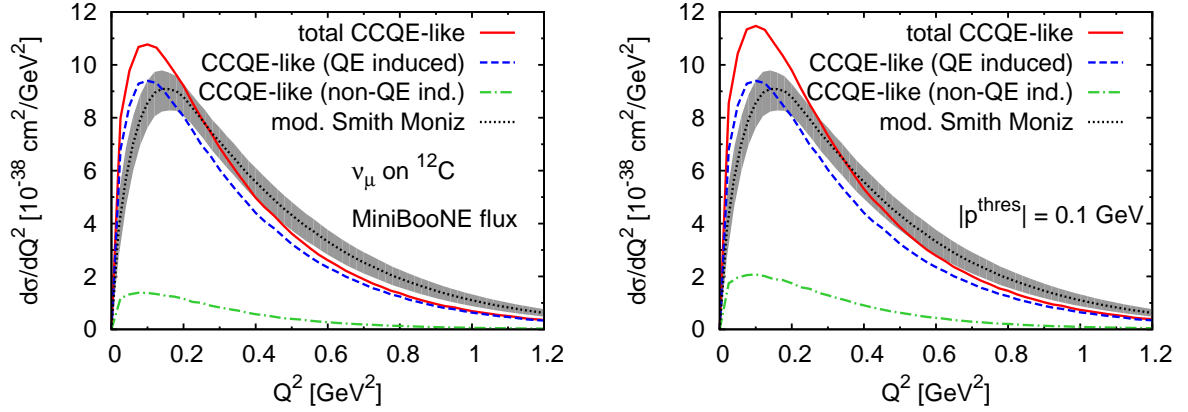 dσ/dQ² [10⁻³⁸ cm²/GeV²]
12
10
8
6
4
2
0
total CCQE-like
CCQE-like (QE induced)
CCQE-like (non-QE ind.)
mod. Smith Moniz
νμ on ¹²C
MiniBooNE flux
0 0.2 0.4 0.6 0.8 1 1.2
Q² [GeV²]
dσ/dQ² [10⁻³⁸ cm²/GeV²]
12
10
8
6
4
2
0
total CCQE-like
CCQE-like (QE induced)
CCQE-like (non-QE ind.)
mod. Smith Moniz
|pᵗʰʳᵉˢ| = 0.1 GeV
0 0.2 0.4 0.6 0.8 1 1.2
Q² [GeV²]